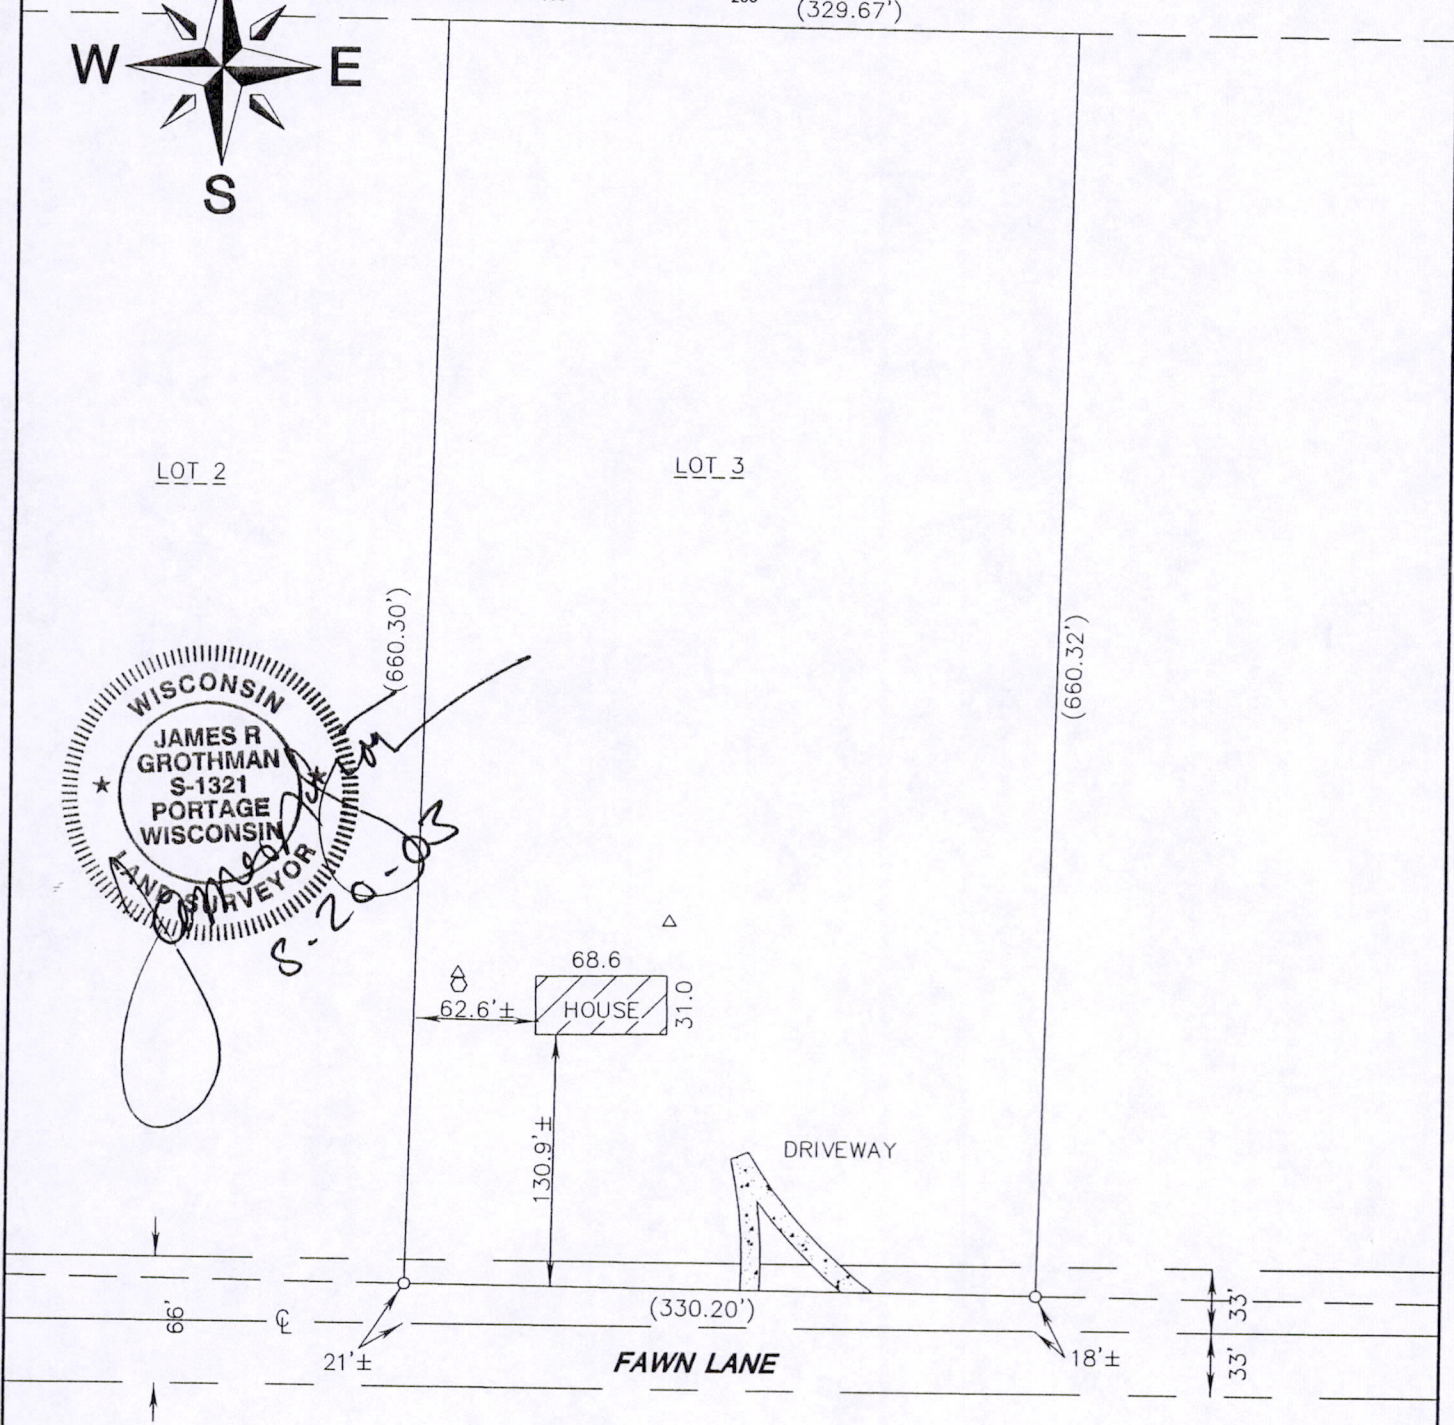 (329.67')
W E
S
LOT 2
LOT 3
(660.30')
(660.32')
WISCONSIN
JAMES R
GROTHMAN
S-1321
PORTAGE
WISCONSIN
LAND SURVEYOR
8-20-03
68.6
HOUSE
31.0
62.6'±
130.9'±
DRIVEWAY
66'
℄
(330.20')
33'
33'
21'±
FAWN LANE
18'±